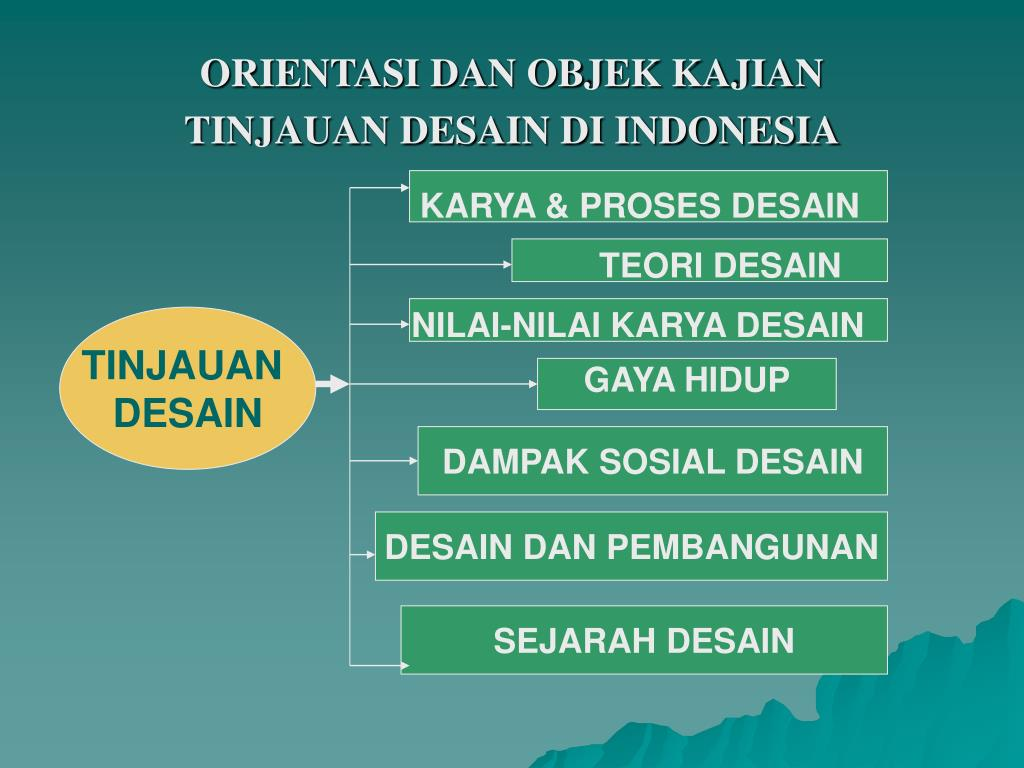 ORIENTASI DAN OBJEK KAJIAN
TINJAUAN DESAIN DI INDONESIA
KARYA & PROSES DESAIN
TEORI DESAIN
NILAI-NILAI KARYA DESAIN
TINJAUAN
DESAIN
GAYA HIDUP
DAMPAK SOSIAL DESAIN
DESAIN DAN PEMBANGUNAN
SEJARAH DESAIN